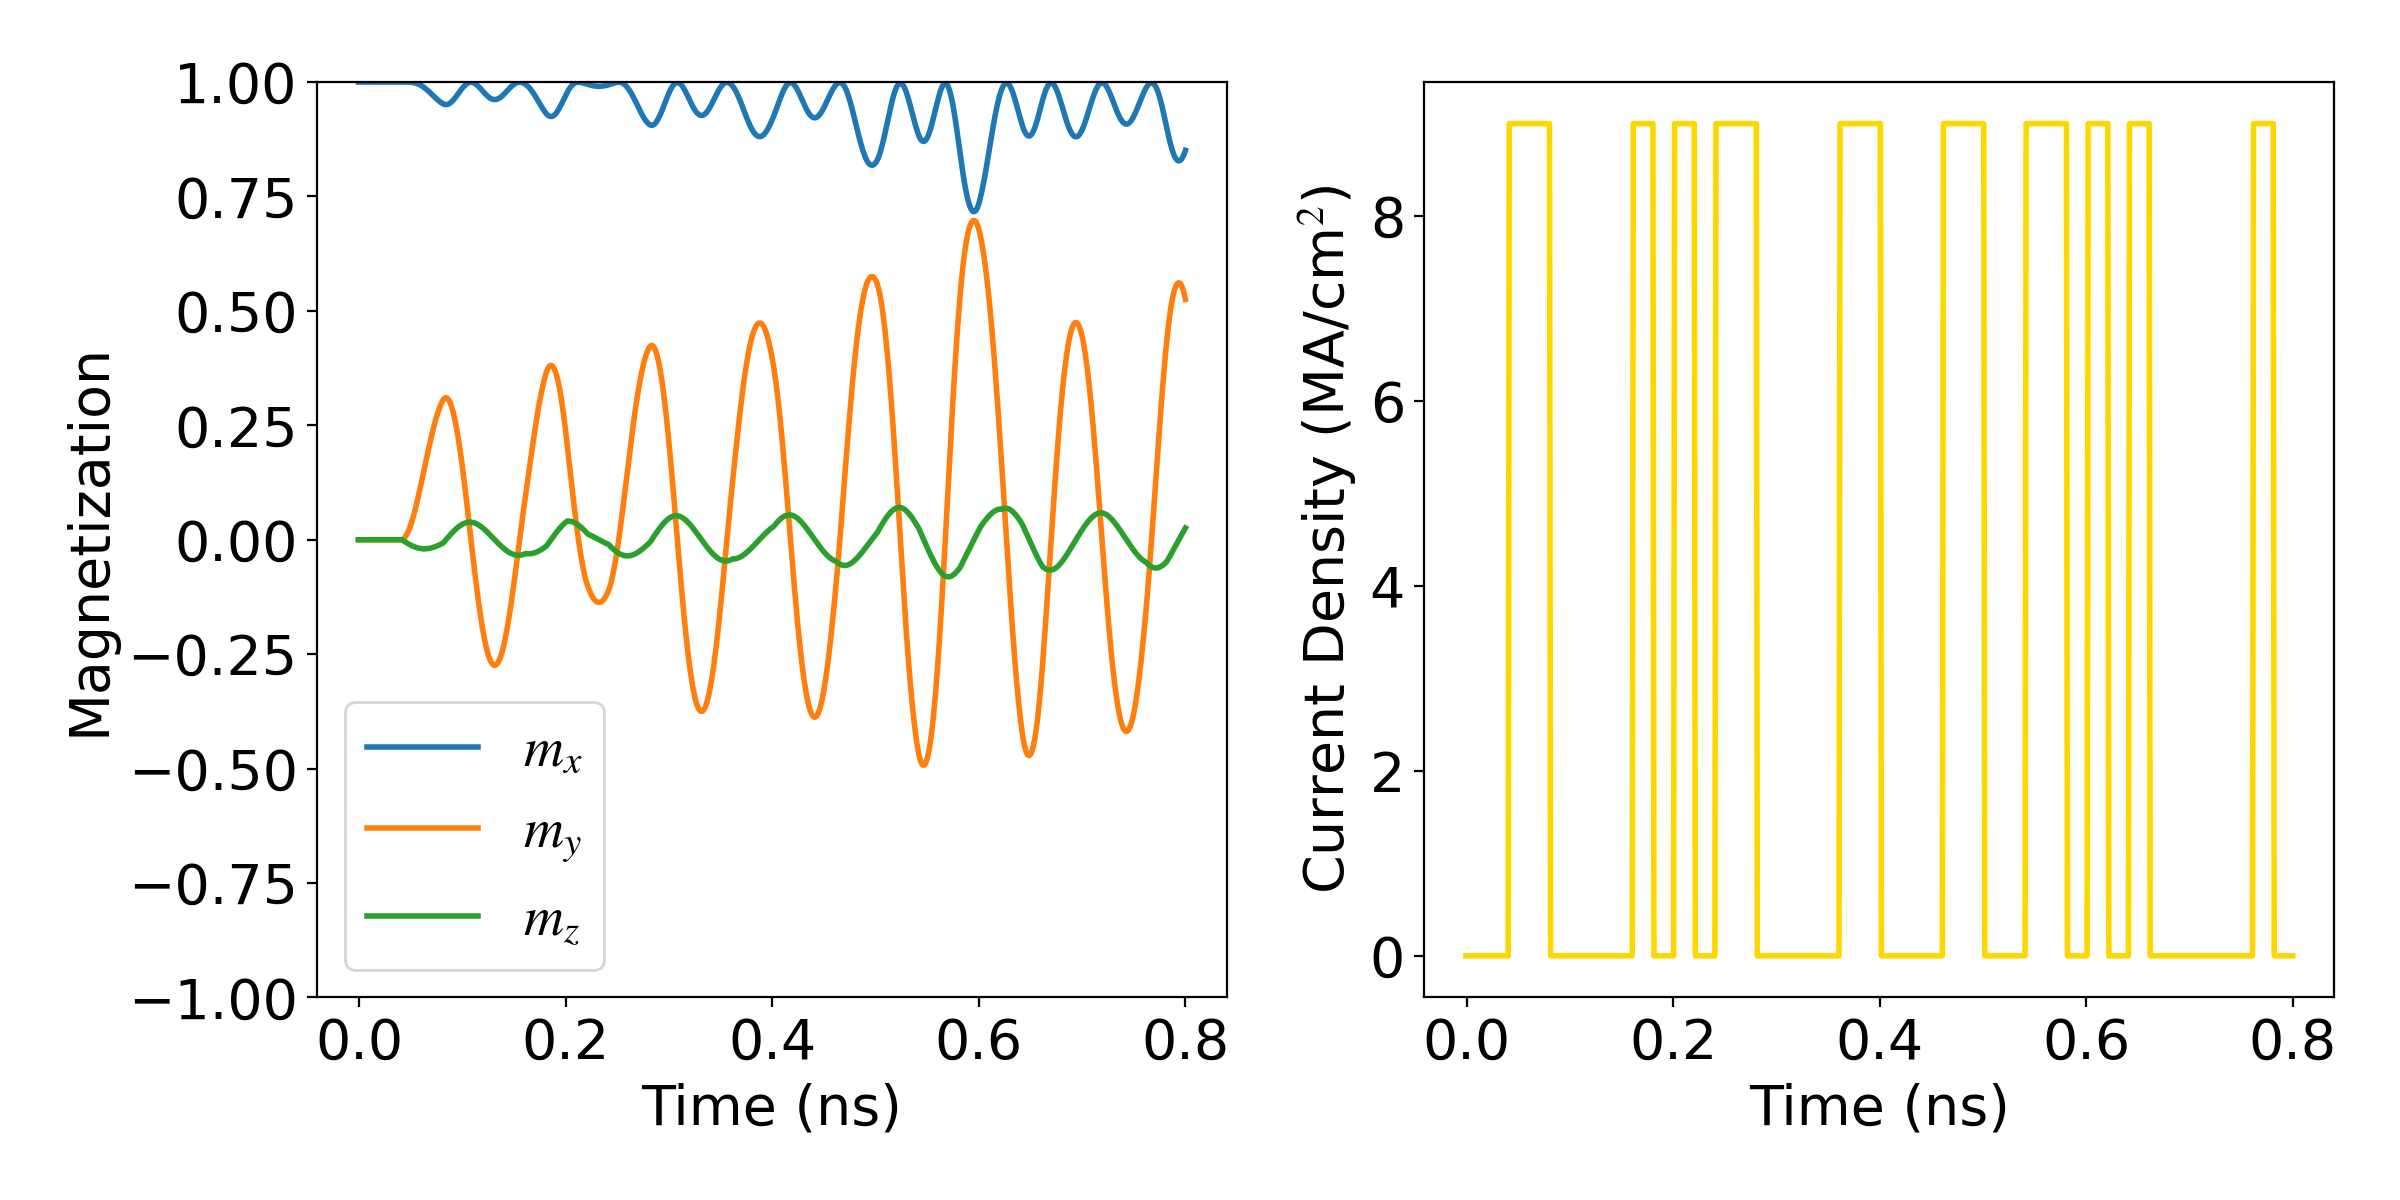 Magnetization
1.00
0.75
0.50
0.25
0.00
−0.25
−0.50
−0.75
−1.00
0.0 0.2 0.4 0.6 0.8
Time (ns)
mₓ
m_y
m_z
Current Density (MA/cm²)
8
6
4
2
0
0.0 0.2 0.4 0.6 0.8
Time (ns)